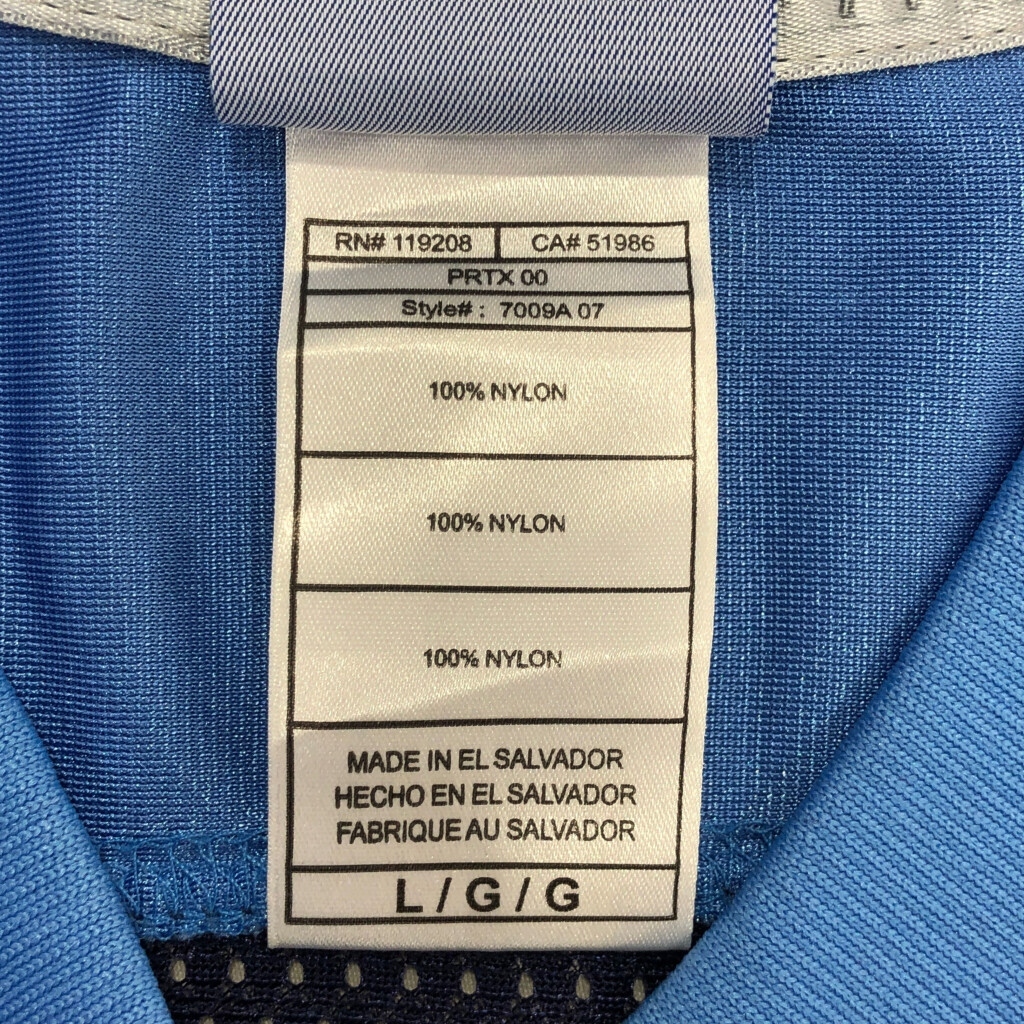 RN# 119208 CA# 51986
PRTX 00
Style# : 7009A 07
100% NYLON
100% NYLON
100% NYLON
MADE IN EL SALVADOR
HECHO EN EL SALVADOR
FABRIQUE AU SALVADOR
L / G / G